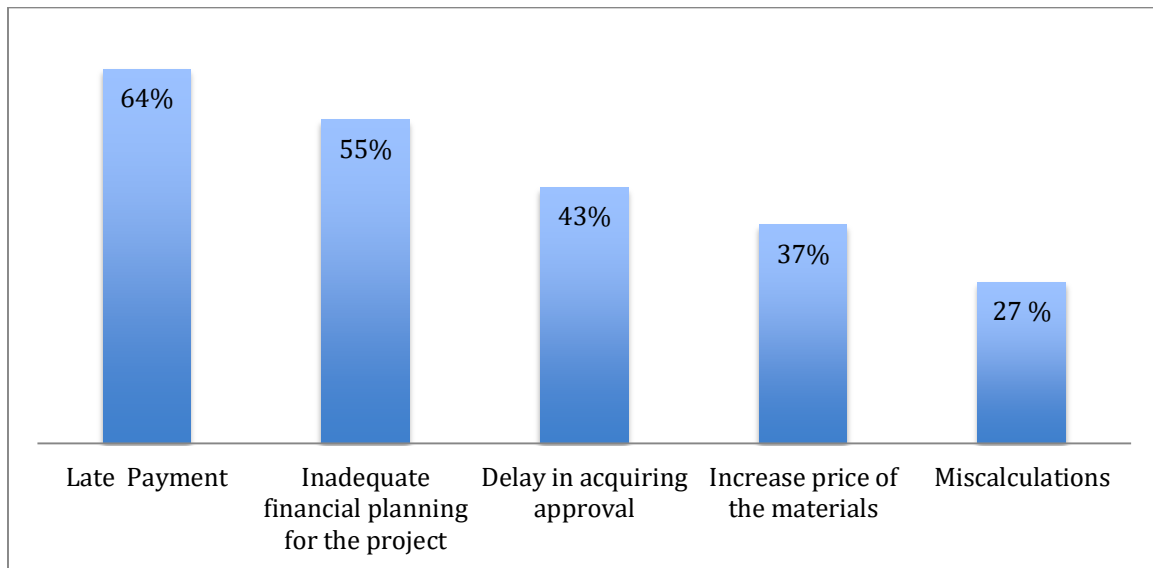 64%
55%
43%
37%
27 %
Late  Payment
Inadequate
financial planning
for the project
Delay in acquiring
approval
Increase price of
the materials
Miscalculations